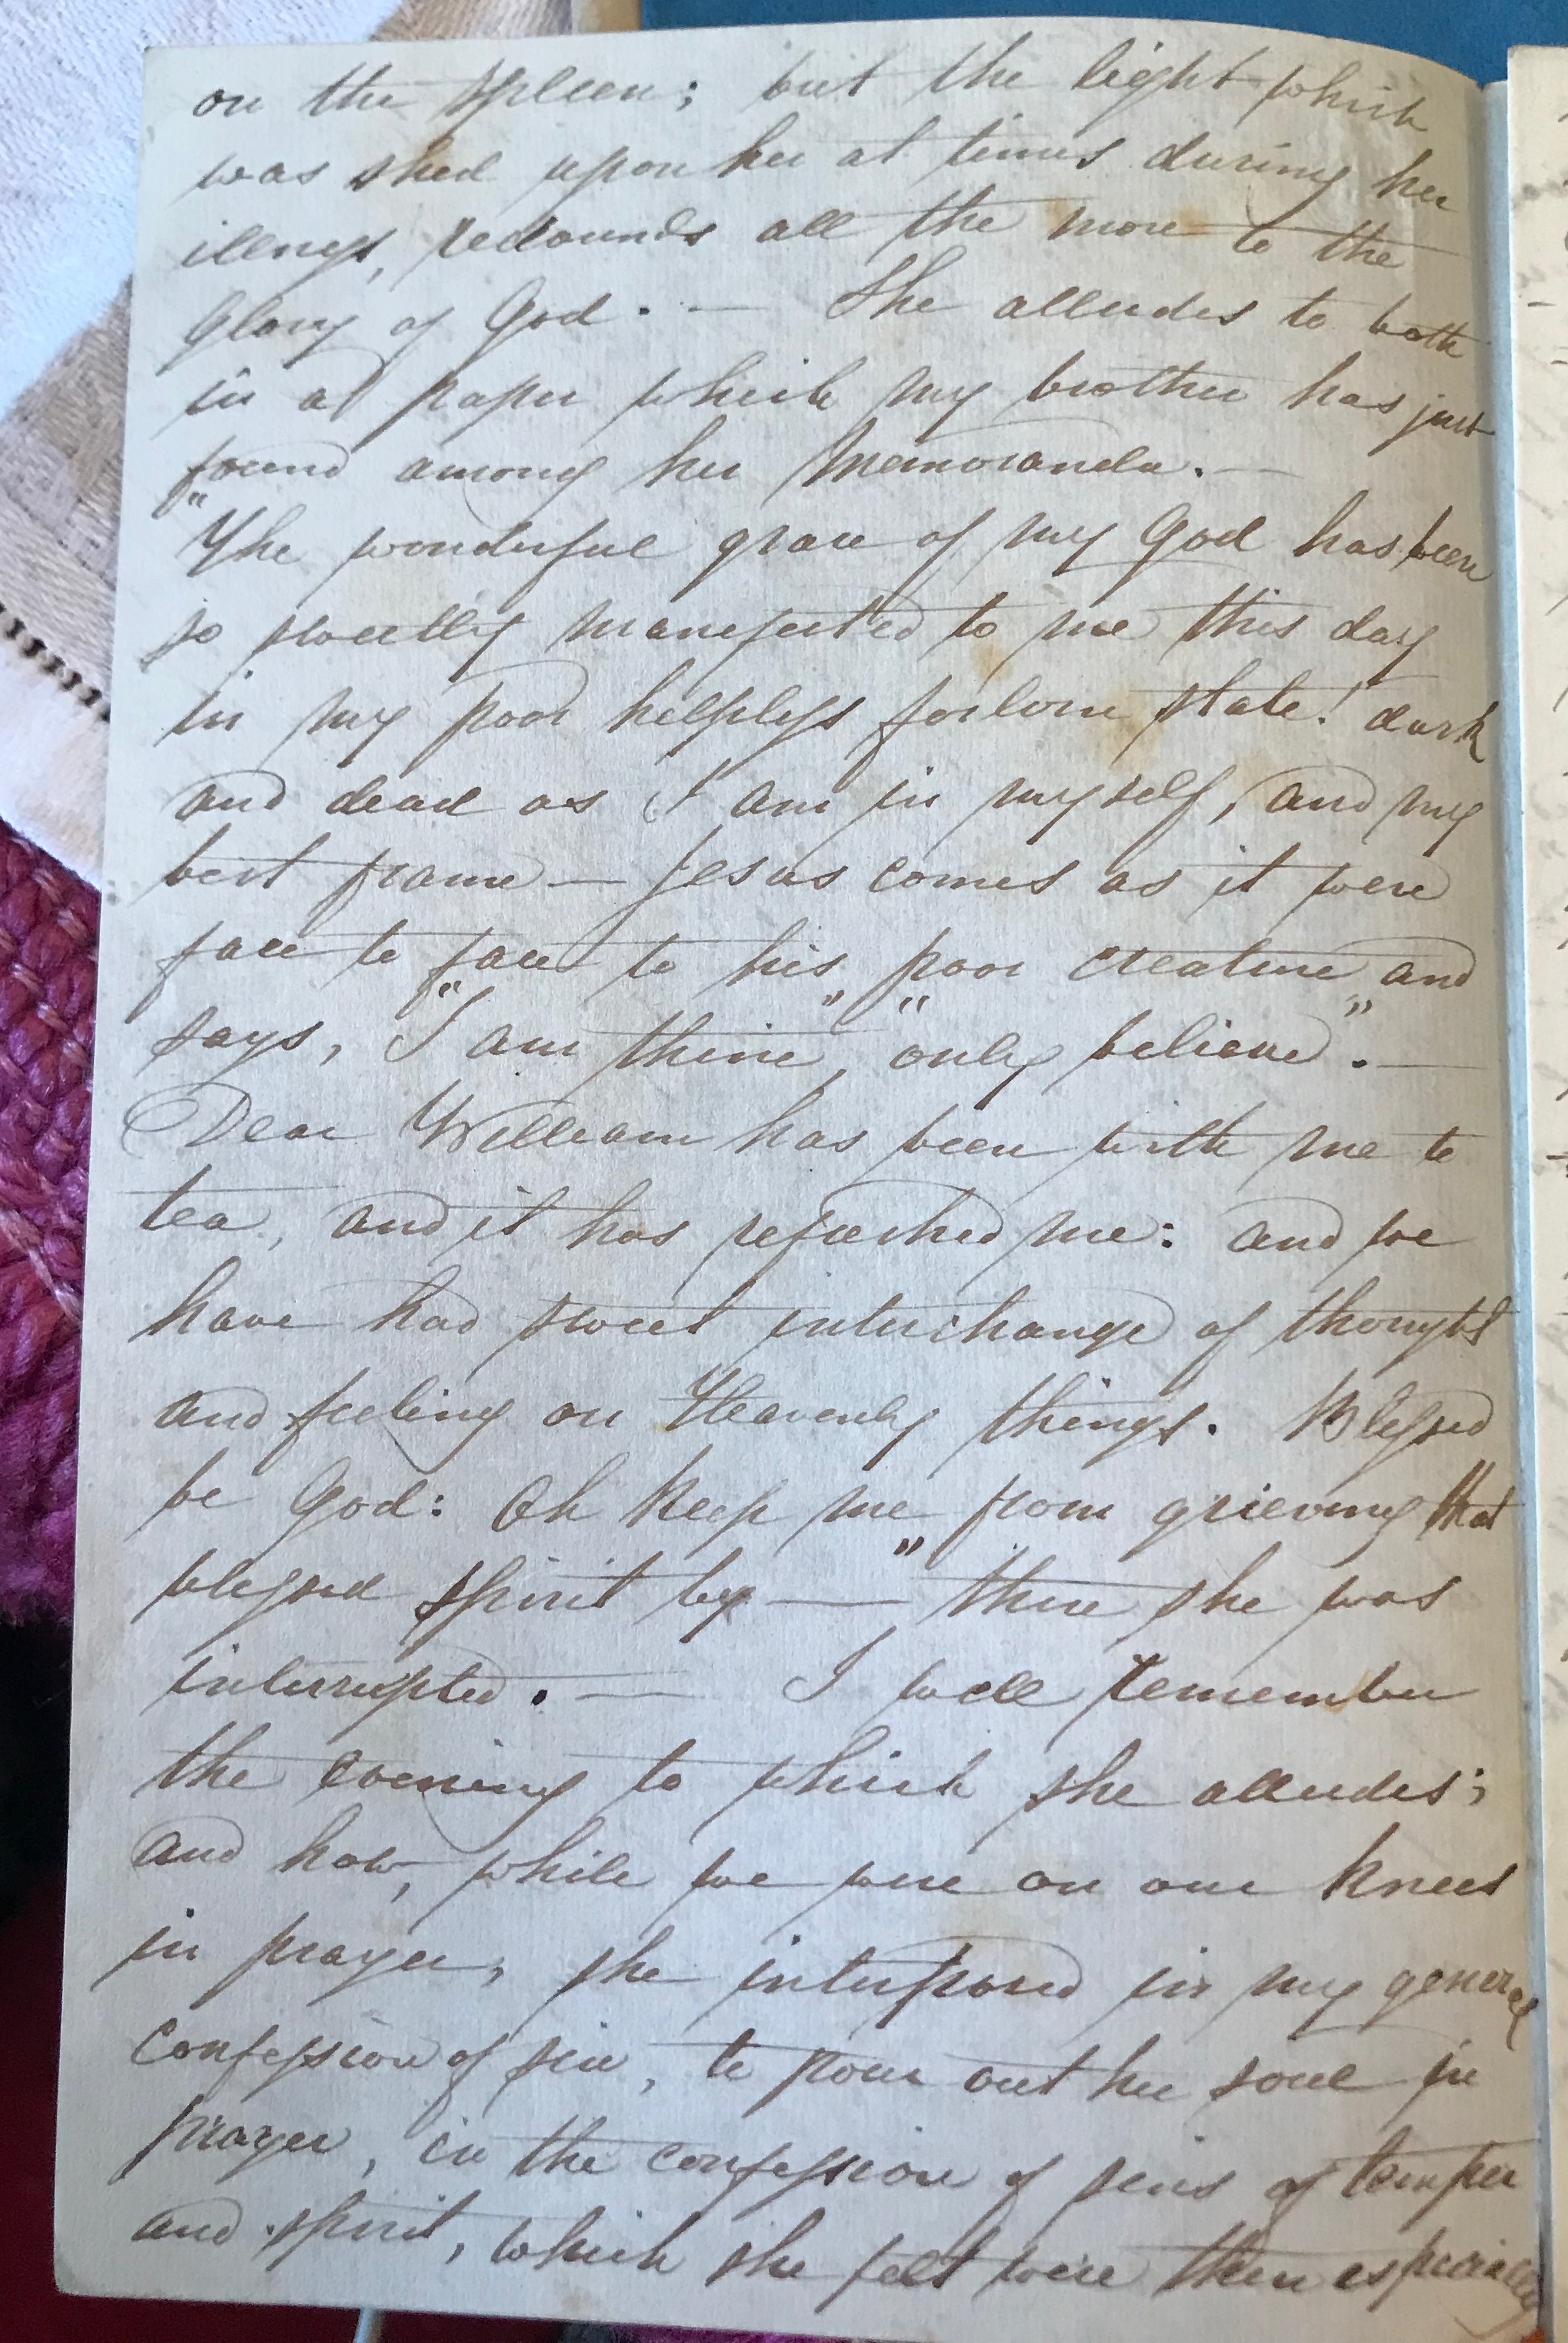 on the spleen; but the light which
was shed upon her at times during her
illness, redounds all the more to the
Glory of God. — She alludes to both
in a paper which my brother has just
found among her Memoranda. —
"The wonderful grace of my God has been
so sweetly manefested to me this day
in my poor helpless forlorn state! dark
and dead as I am in myself, and my
best frame — Jesus comes as it were
face to face to his poor creature and
says, "I am thine", "only believe". —
Dear William has been with me to
tea, and it has refreshed me: and we
have had sweet interchange of thought
and feeling on Heavenly things. Blessed
be God: Oh keep me from grieving that
blessed spirit by —" there she was
interrupted. — I well remember
the evening to which she alludes;
and how, while we were on our knees
in prayer, she interposed in my general
confession of sin, to pour out her soul in
prayer, in the confession of sins of temper
and spirit, which she felt were then especially